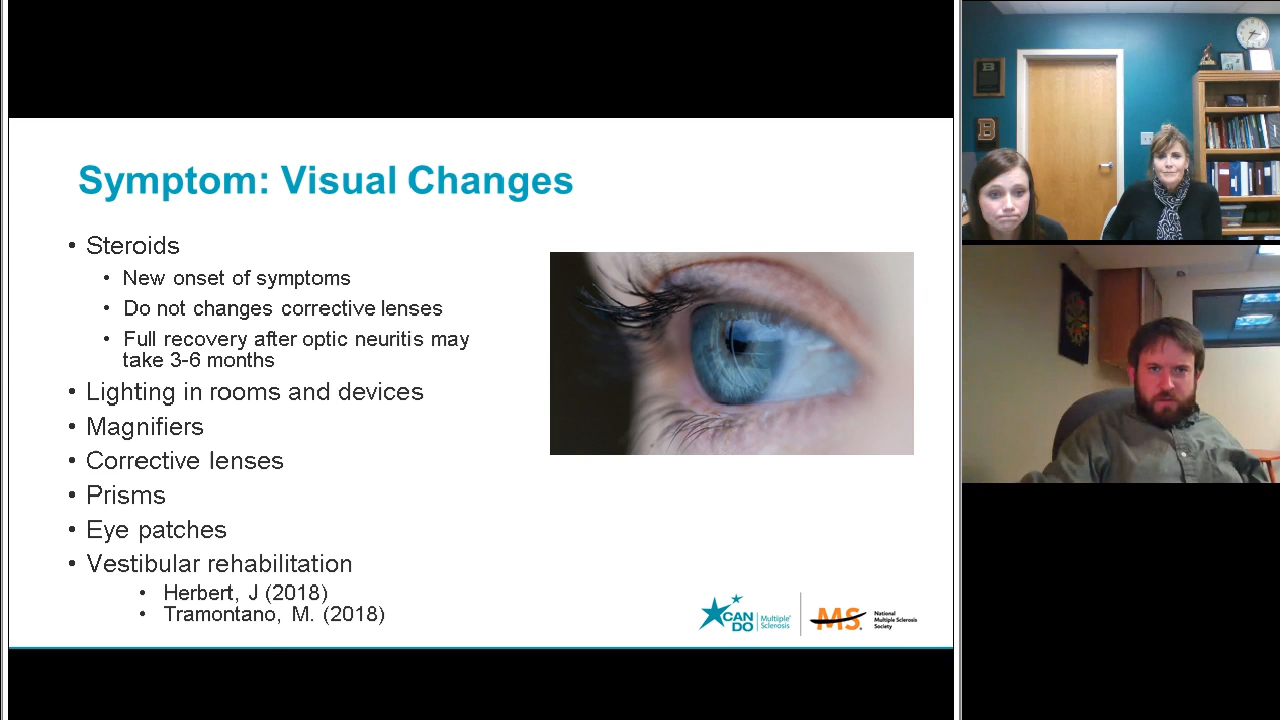 Symptom: Visual Changes
• Steroids
• New onset of symptoms
• Do not changes corrective lenses
• Full recovery after optic neuritis may
take 3-6 months
• Lighting in rooms and devices
• Magnifiers
• Corrective lenses
• Prisms
• Eye patches
• Vestibular rehabilitation
• Herbert, J (2018)
• Tramontano, M. (2018)
CAN
DO
Multiple
Sclerosis
MS
National
Multiple Sclerosis
Society
B